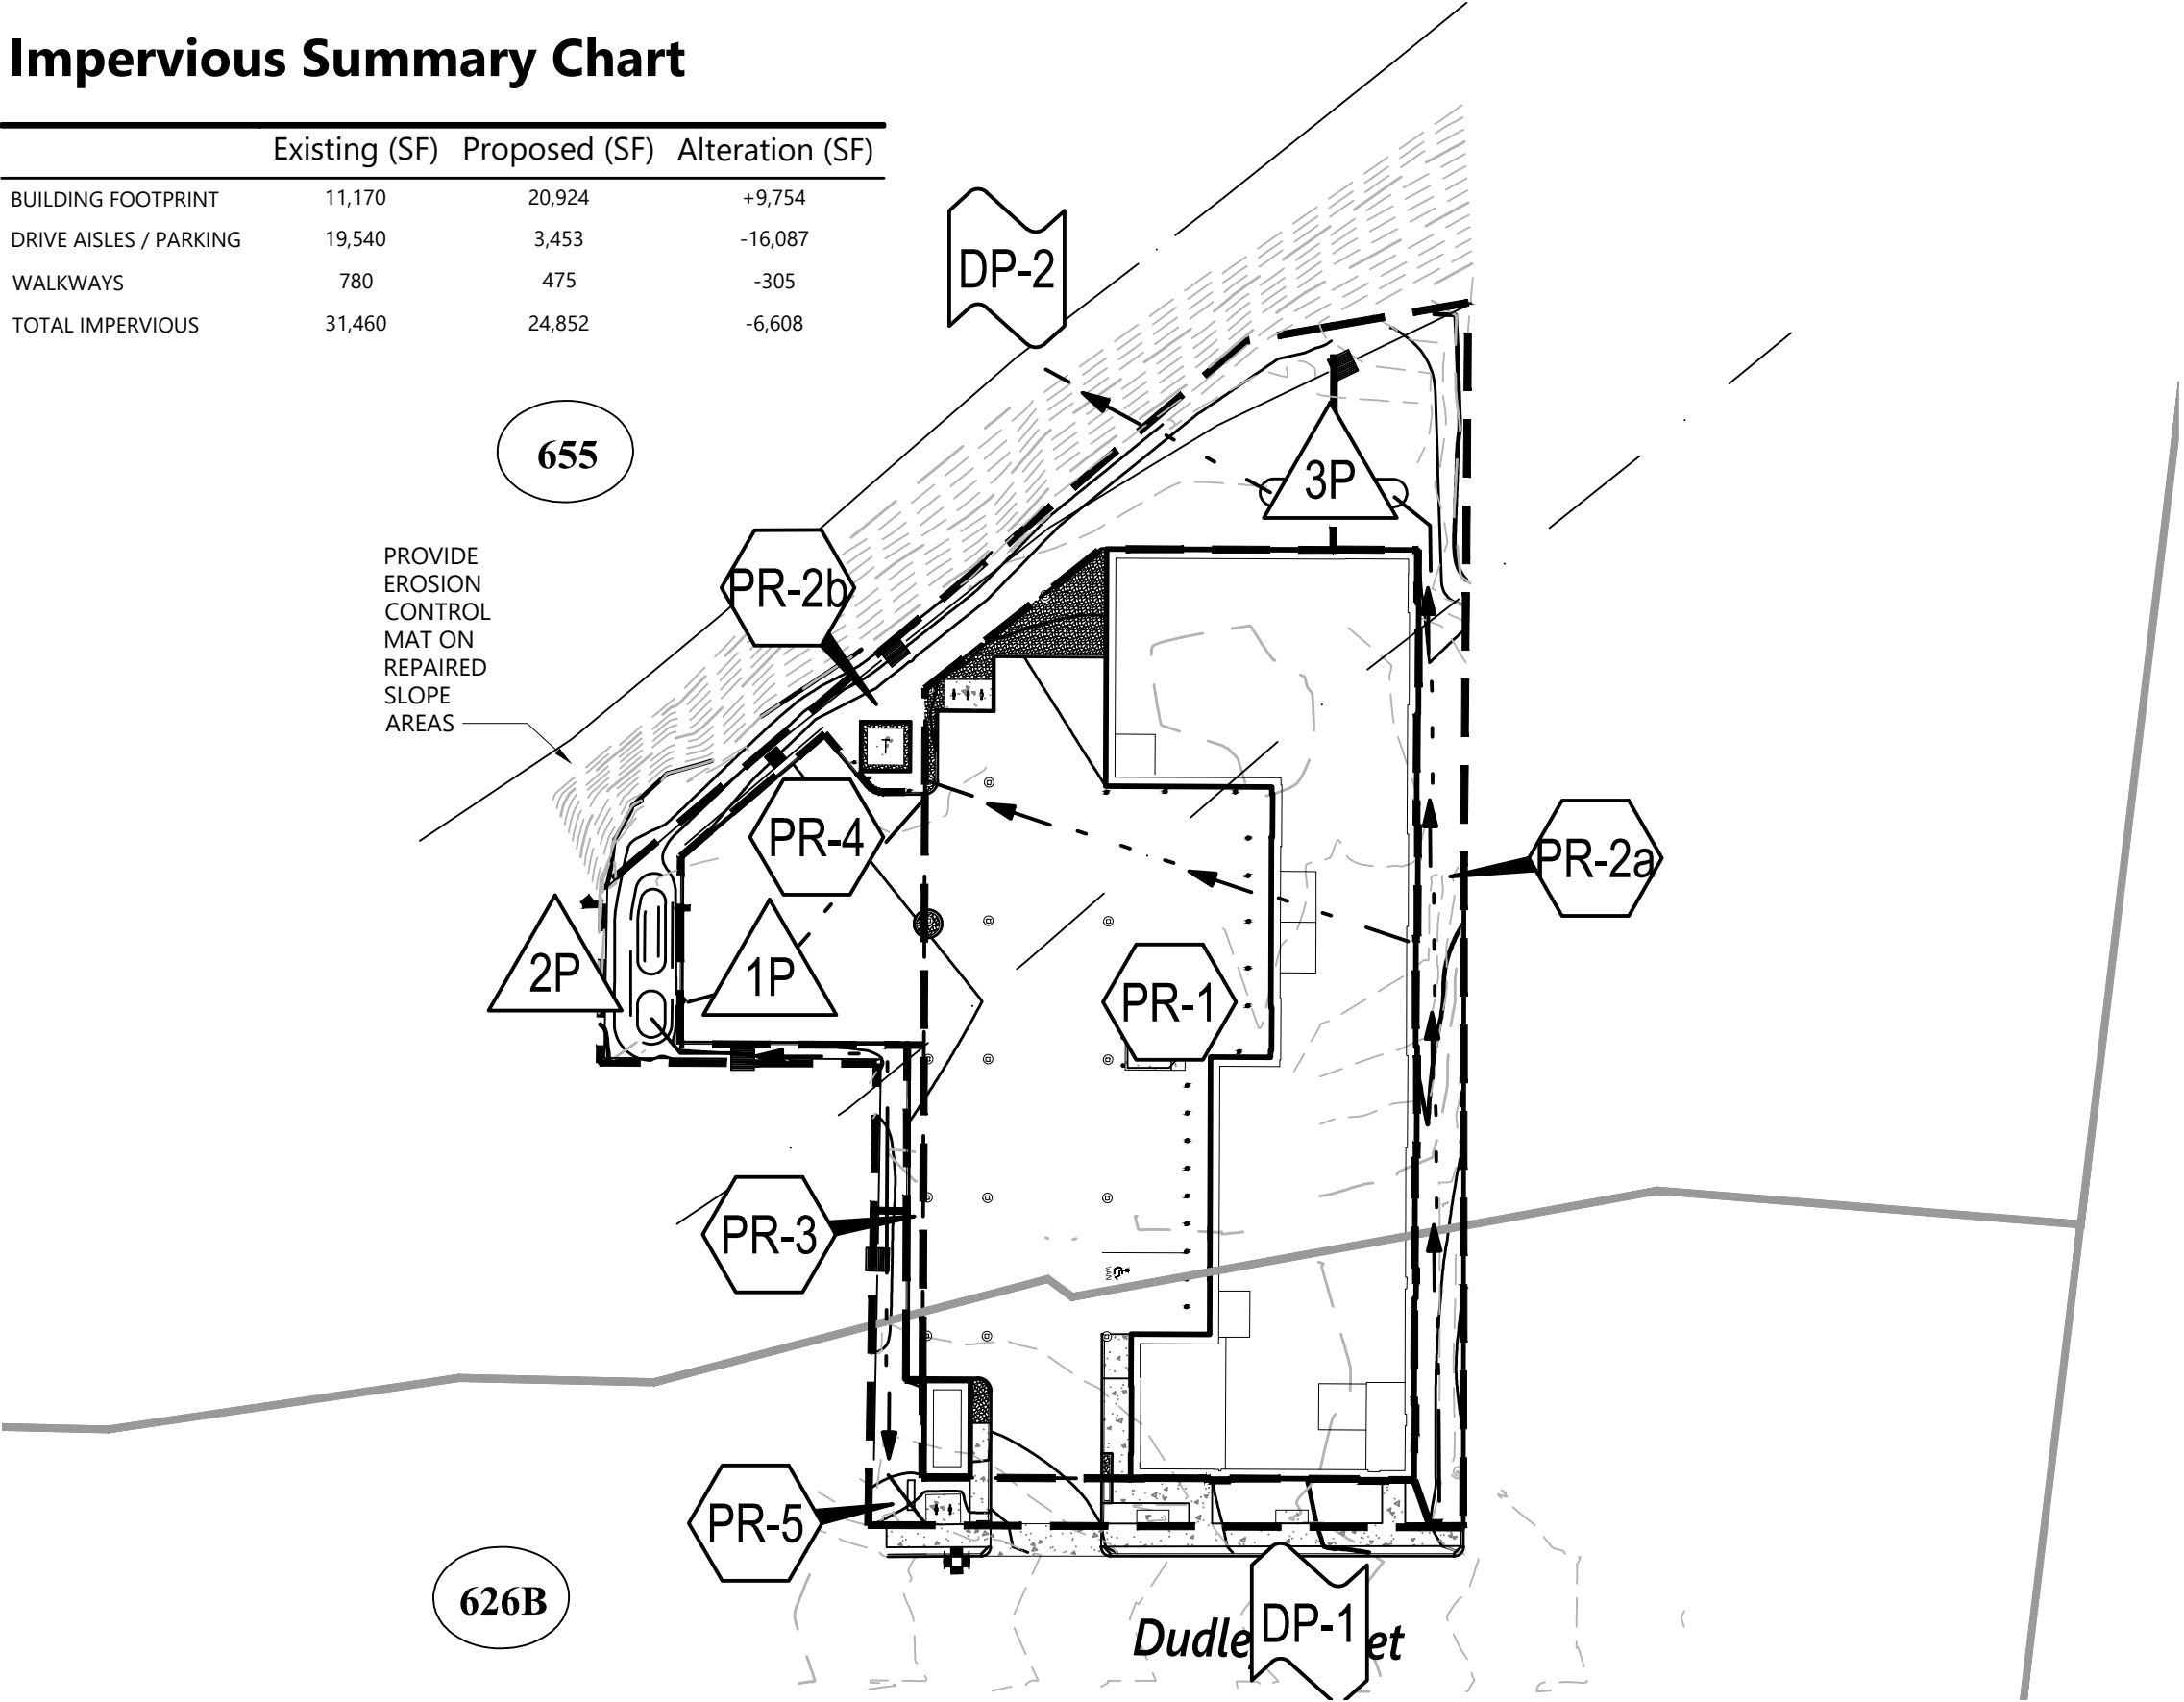 Impervious Summary Chart
Existing (SF) Proposed (SF) Alteration (SF)
BUILDING FOOTPRINT 11,170 20,924 +9,754
DRIVE AISLES / PARKING 19,540 3,453 -16,087
WALKWAYS 780 475 -305
TOTAL IMPERVIOUS 31,460 24,852 -6,608
DP-2
655
3P
PROVIDE
EROSION
CONTROL
MAT ON
REPAIRED
SLOPE
AREAS
PR-2b
T
PR-4
PR-2a
2P
1P
PR-1
PR-3
VAN
PR-5
626B
DP-1
Dudle et